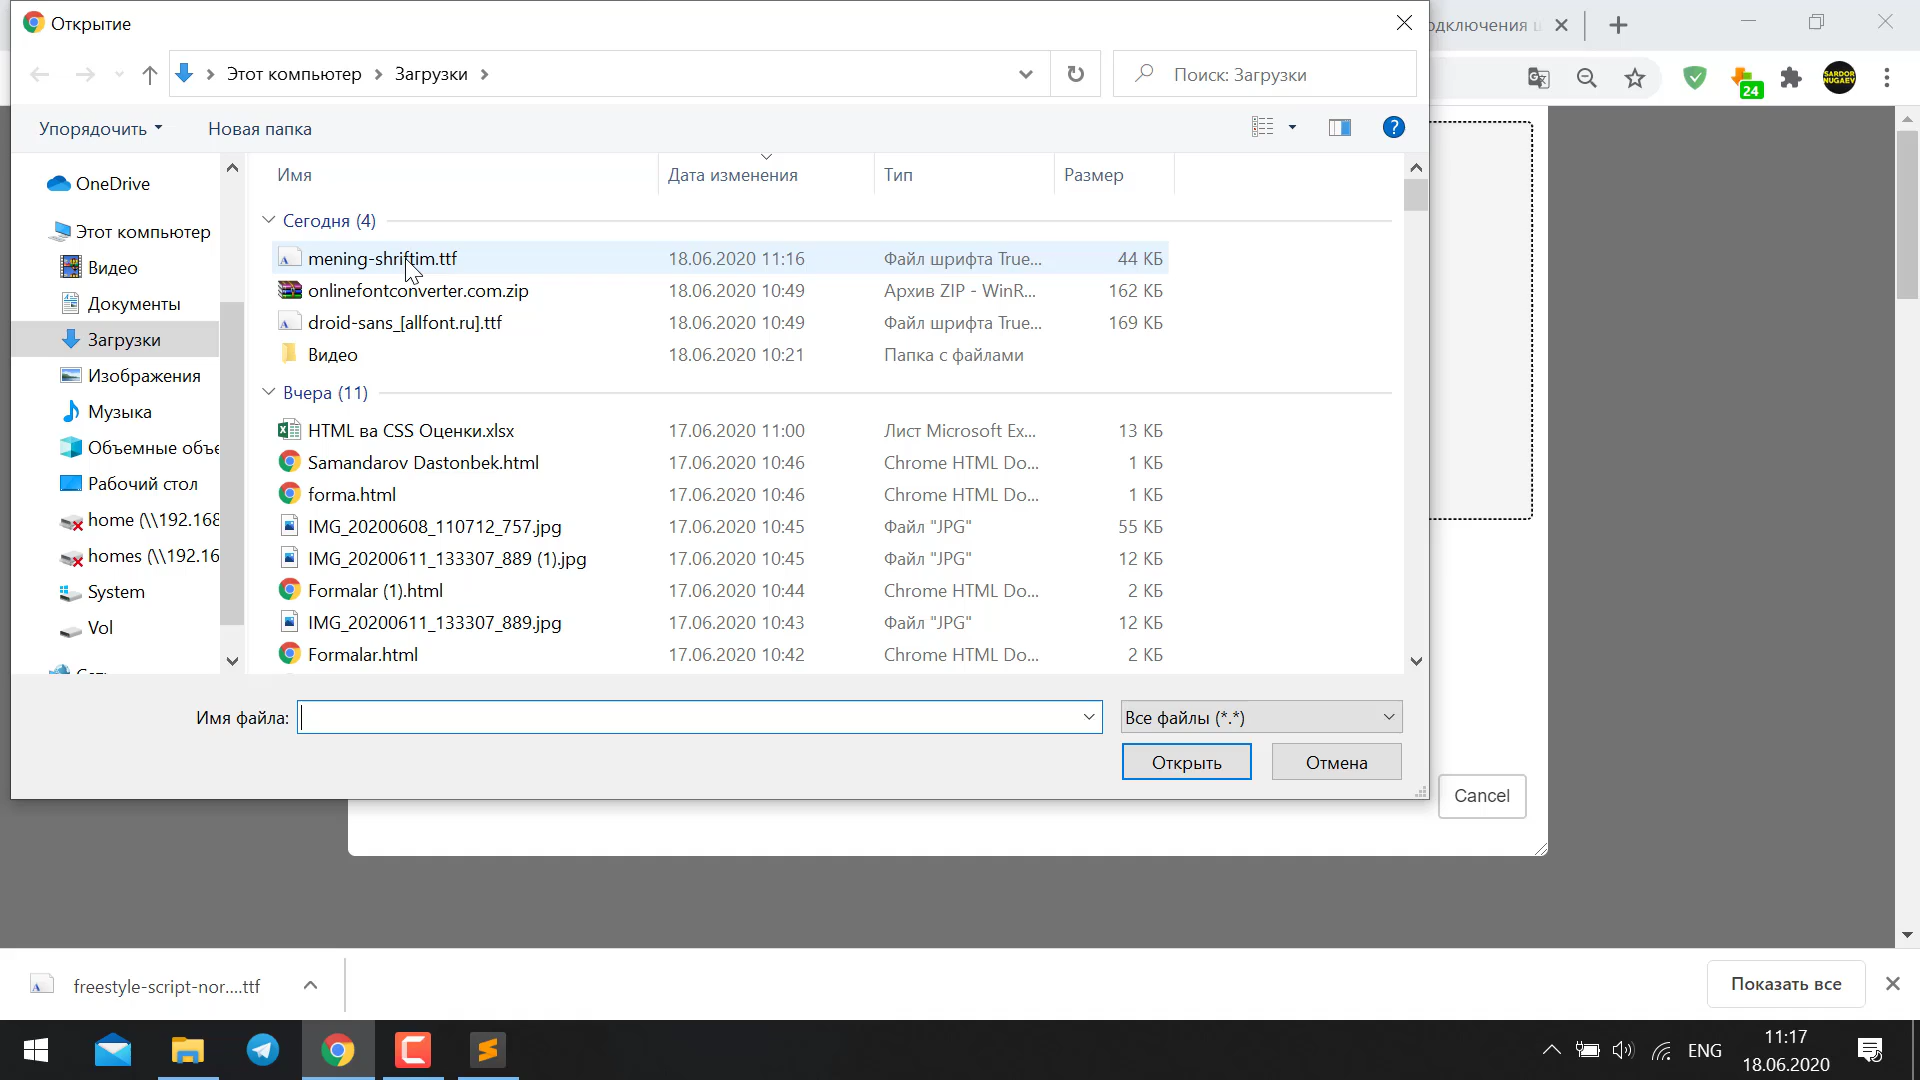 Открытие
одключения ш
Этот компьютер
Загрузки
Поиск: Загрузки
24
SARDOR
NUGAEV
Упорядочить
Новая папка
OneDrive
Этот компьютер
Видео
Документы
Загрузки
Изображения
Музыка
Объемные объе
Рабочий стол
home (\\192.168
homes (\\192.16
System
Vol
Имя
Дата изменения
Тип
Размер
Сегодня (4)
mening-shriftim.ttf 18.06.2020 11:16 Файл шрифта True... 44 КБ
onlinefontconverter.com.zip 18.06.2020 10:49 Архив ZIP - WinR... 162 КБ
droid-sans_[allfont.ru].ttf 18.06.2020 10:49 Файл шрифта True... 169 КБ
Видео 18.06.2020 10:21 Папка с файлами
Вчера (11)
HTML ва CSS Оценки.xlsx 17.06.2020 11:00 Лист Microsoft Ex... 13 КБ
Samandarov Dastonbek.html 17.06.2020 10:46 Chrome HTML Do... 1 КБ
forma.html 17.06.2020 10:46 Chrome HTML Do... 1 КБ
IMG_20200608_110712_757.jpg 17.06.2020 10:45 Файл "JPG" 55 КБ
IMG_20200611_133307_889 (1).jpg 17.06.2020 10:45 Файл "JPG" 12 КБ
Formalar (1).html 17.06.2020 10:44 Chrome HTML Do... 2 КБ
IMG_20200611_133307_889.jpg 17.06.2020 10:43 Файл "JPG" 12 КБ
Formalar.html 17.06.2020 10:42 Chrome HTML Do... 2 КБ
Имя файла:
Все файлы (*.*)
Открыть
Отмена
Cancel
freestyle-script-nor....ttf
Показать все
ENG
11:17
18.06.2020